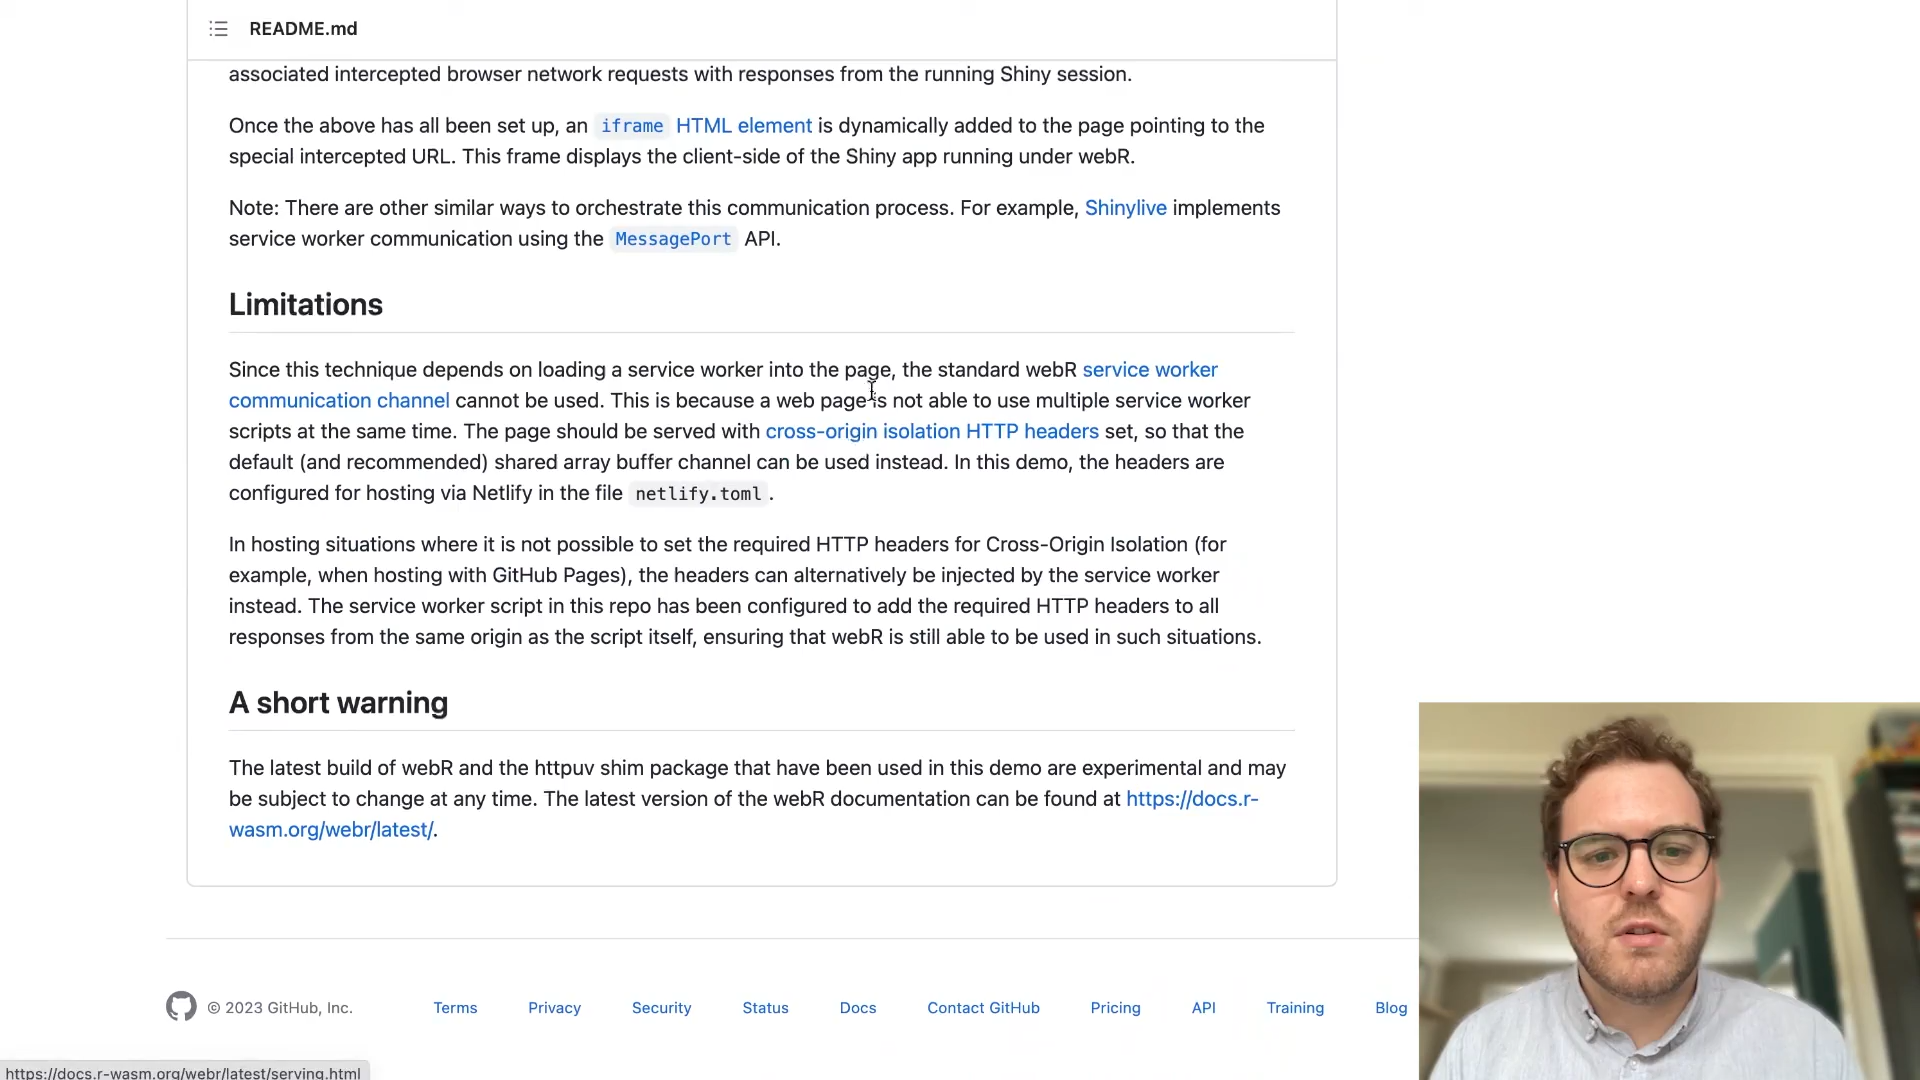 README.md
associated intercepted browser network requests with responses from the running Shiny session.
Once the above has all been set up, an iframe HTML element is dynamically added to the page pointing to the
special intercepted URL. This frame displays the client-side of the Shiny app running under webR.
Note: There are other similar ways to orchestrate this communication process. For example, Shinylive implements
service worker communication using the MessagePort API.
Limitations
Since this technique depends on loading a service worker into the page, the standard webR service worker
communication channel cannot be used. This is because a web page is not able to use multiple service worker
scripts at the same time. The page should be served with cross-origin isolation HTTP headers set, so that the
default (and recommended) shared array buffer channel can be used instead. In this demo, the headers are
configured for hosting via Netlify in the file netlify.toml .
In hosting situations where it is not possible to set the required HTTP headers for Cross-Origin Isolation (for
example, when hosting with GitHub Pages), the headers can alternatively be injected by the service worker
instead. The service worker script in this repo has been configured to add the required HTTP headers to all
responses from the same origin as the script itself, ensuring that webR is still able to be used in such situations.
A short warning
The latest build of webR and the httpuv shim package that have been used in this demo are experimental and may
be subject to change at any time. The latest version of the webR documentation can be found at https://docs.r-
wasm.org/webr/latest/.
© 2023 GitHub, Inc. Terms Privacy Security Status Docs Contact GitHub Pricing API Training Blog
https://docs.r-wasm.org/webr/latest/serving.html